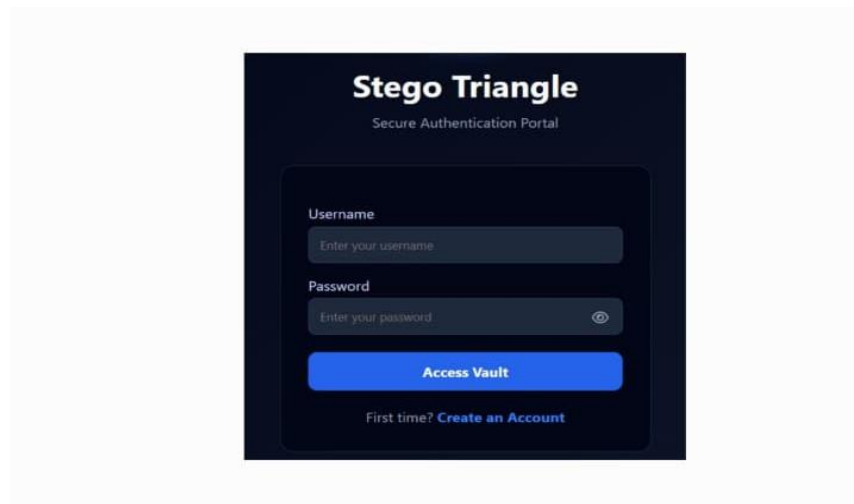 Stego Triangle
Secure Authentication Portal
Username
Enter your username
Password
Enter your password
Access Vault
First time? Create an Account